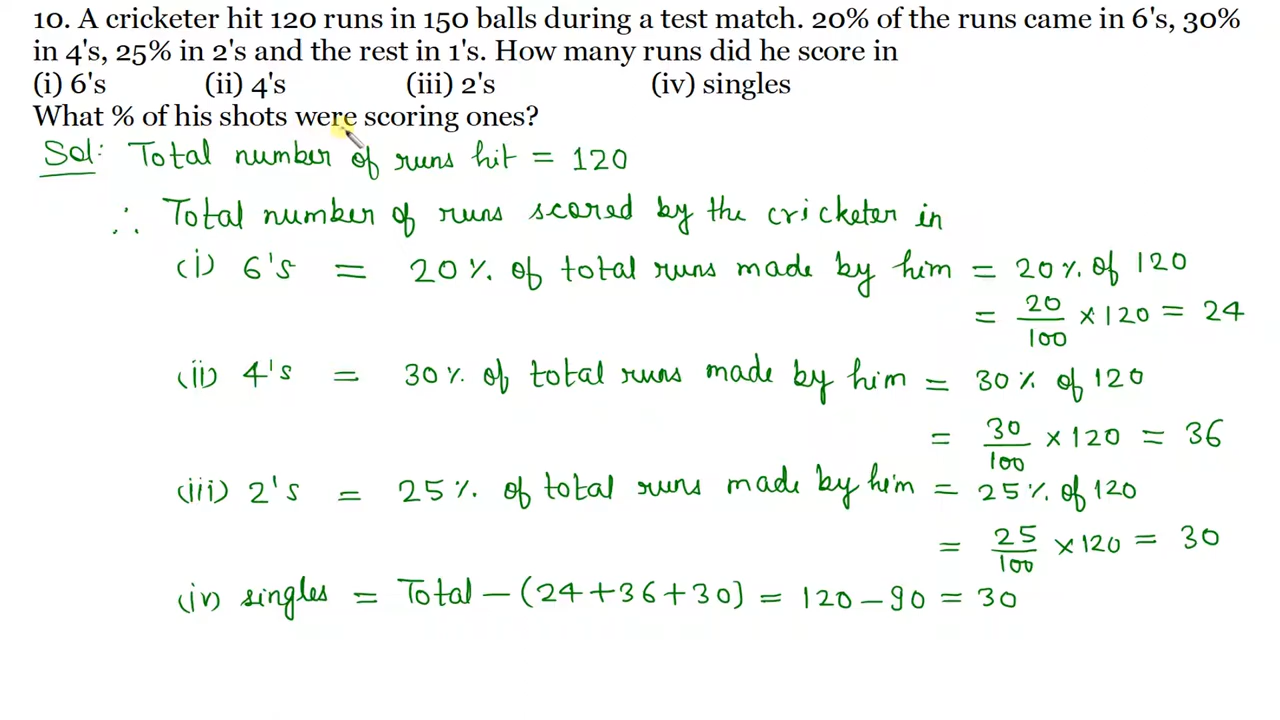 10. A cricketer hit 120 runs in 150 balls during a test match. 20% of the runs came in 6's, 30%
in 4's, 25% in 2's and the rest in 1's. How many runs did he score in
(i) 6's (ii) 4's (iii) 2's (iv) singles
What % of his shots were scoring ones?
Sol: Total number of runs hit = 120
∴ Total number of runs scored by the cricketer in
(i) 6's = 20% of total runs made by him = 20% of 120
= 20/100 × 120 = 24
(ii) 4's = 30% of total runs made by him = 30% of 120
= 30/100 × 120 = 36
(iii) 2's = 25% of total runs made by him = 25% of 120
= 25/100 × 120 = 30
(iv) singles = Total - (24+36+30) = 120 - 90 = 30